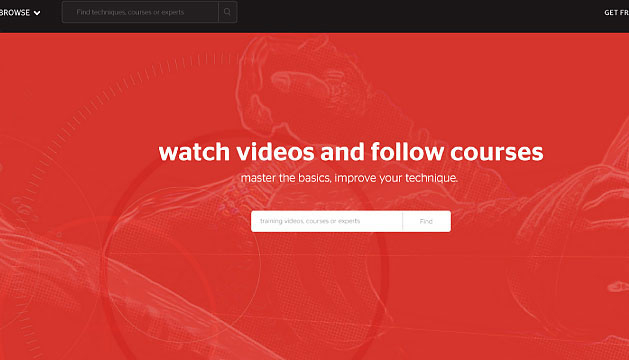 BROWSE
Find techniques, courses or experts
GET FR
watch videos and follow courses
master the basics, improve your technique.
training videos, courses or experts
Find